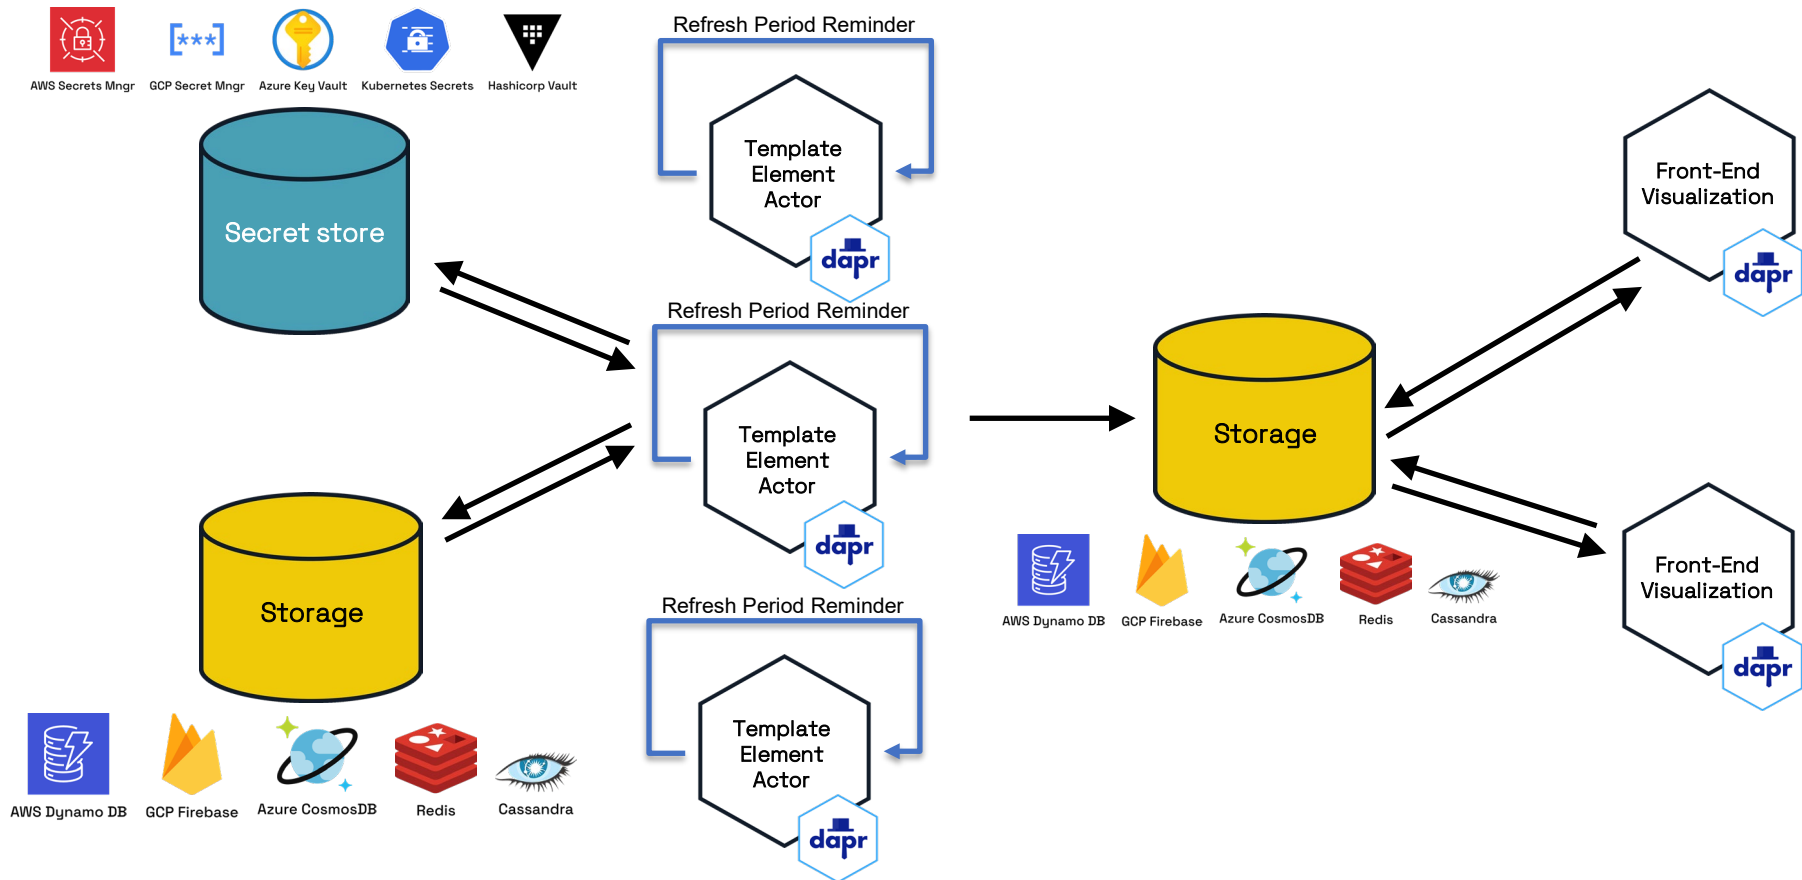 AWS Secrets Mngr
GCP Secret Mngr
Azure Key Vault
Kubernetes Secrets
Hashicorp Vault
[***]
Secret store
Storage
AWS Dynamo DB
GCP Firebase
Azure CosmosDB
Redis
Cassandra
Refresh Period Reminder
Template
Element
Actor
dapr
Refresh Period Reminder
Template
Element
Actor
dapr
Refresh Period Reminder
Template
Element
Actor
dapr
Storage
AWS Dynamo DB
GCP Firebase
Azure CosmosDB
Redis
Cassandra
Front-End
Visualization
dapr
Front-End
Visualization
dapr